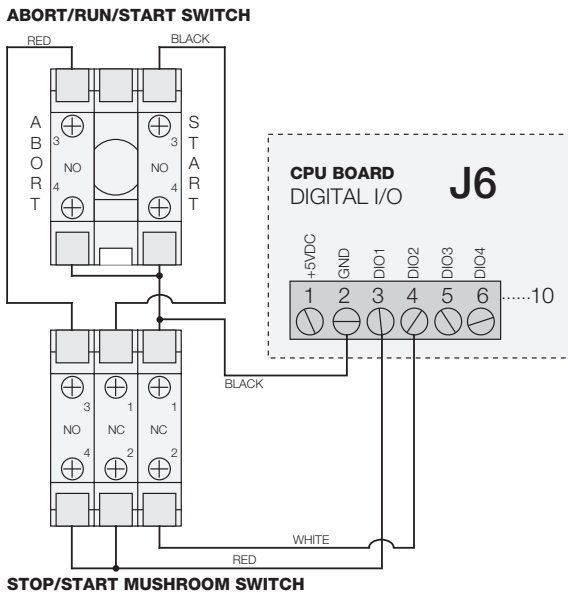 ABORT/RUN/START SWITCH
RED
BLACK
ABORT
START
3
3
NO
NO
4
4
CPU BOARD
DIGITAL I/O
J6
+5VDC
GND
DIO1
DIO2
DIO3
DIO4
1 2 3 4 5 6 ......10
BLACK
3 1 1
NO NC NC
4 2 2
WHITE
RED
STOP/START MUSHROOM SWITCH